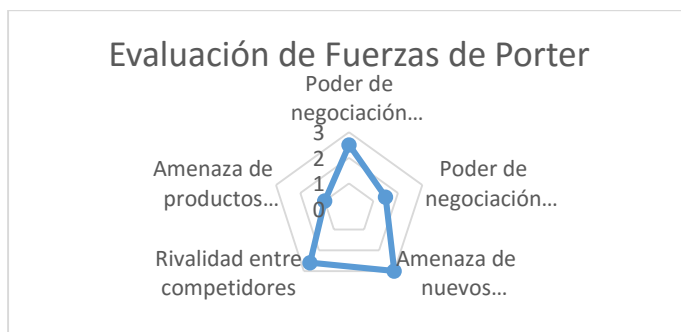 Evaluación de Fuerzas de Porter
Poder de
negociación...
3
2
1
0
Poder de
negociación...
Amenaza de
nuevos...
Rivalidad entre
competidores
Amenaza de
productos...